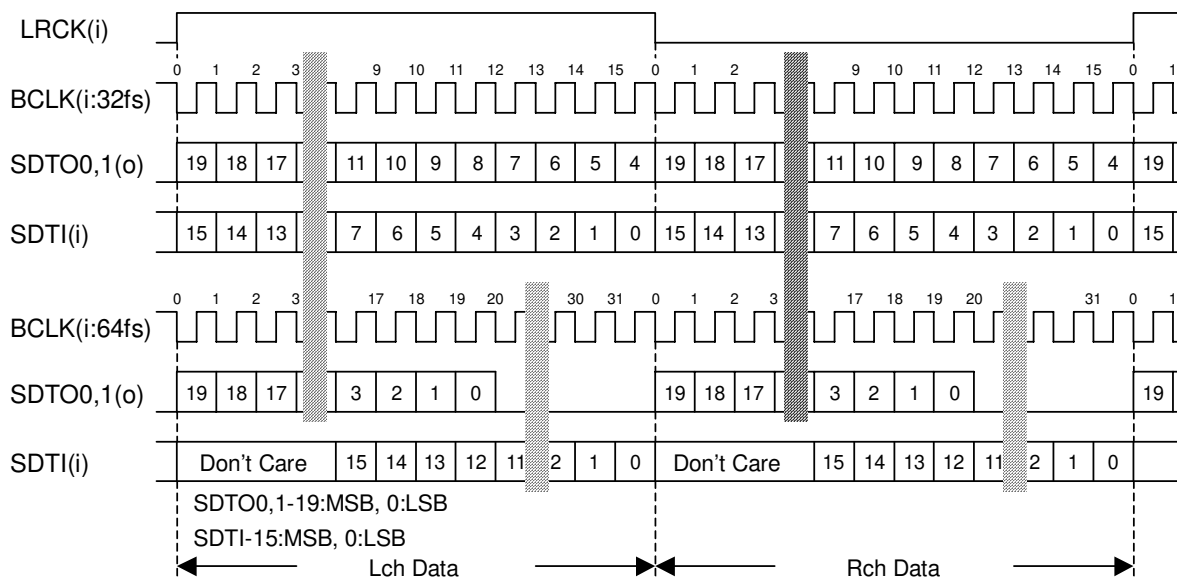 LRCK(i)
0 1 2 3 9 10 11 12 13 14 15 0 1 2 9 10 11 12 13 14 15 0 1
BCLK(i:32fs)
SDTO0,1(o) 19 18 17 11 10 9 8 7 6 5 4 19 18 17 11 10 9 8 7 6 5 4 19
SDTI(i) 15 14 13 7 6 5 4 3 2 1 0 15 14 13 7 6 5 4 3 2 1 0 15
0 1 2 3 17 18 19 20 30 31 0 1 2 3 17 18 19 20 31 0 1
BCLK(i:64fs)
SDTO0,1(o) 19 18 17 3 2 1 0 19 18 17 3 2 1 0 19
SDTI(i) Don't Care 15 14 13 12 11 2 1 0 Don't Care 15 14 13 12 11 2 1 0
SDTO0,1-19:MSB, 0:LSB
SDTI-15:MSB, 0:LSB
Lch Data Rch Data